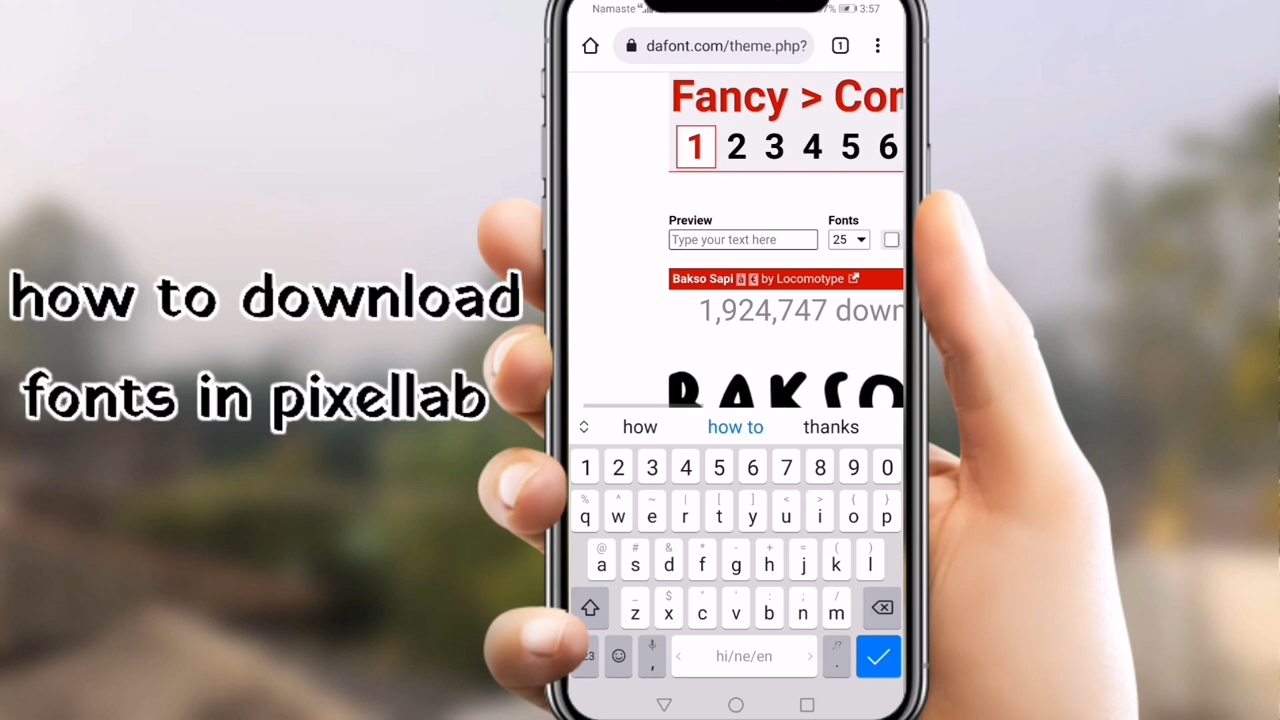 Namaste
3:57
dafont.com/theme.php?
1
Fancy >
1 2 3 4 5 6
Preview
Fonts
Type your text here
25
Bakso Sapi à € by Locomotype
1,924,747
BAKSO
how to download
fonts in pixellab
how
how to
thanks
1 2 3 4 5 6 7 8 9 0
% ^ ~ | [ ] < > { }
q w e r t y u i o p
@ # & * - + = ( )
a s d f g h j k l
_ $ " ' : ; /
z x c v b n m
, hi/ne/en .